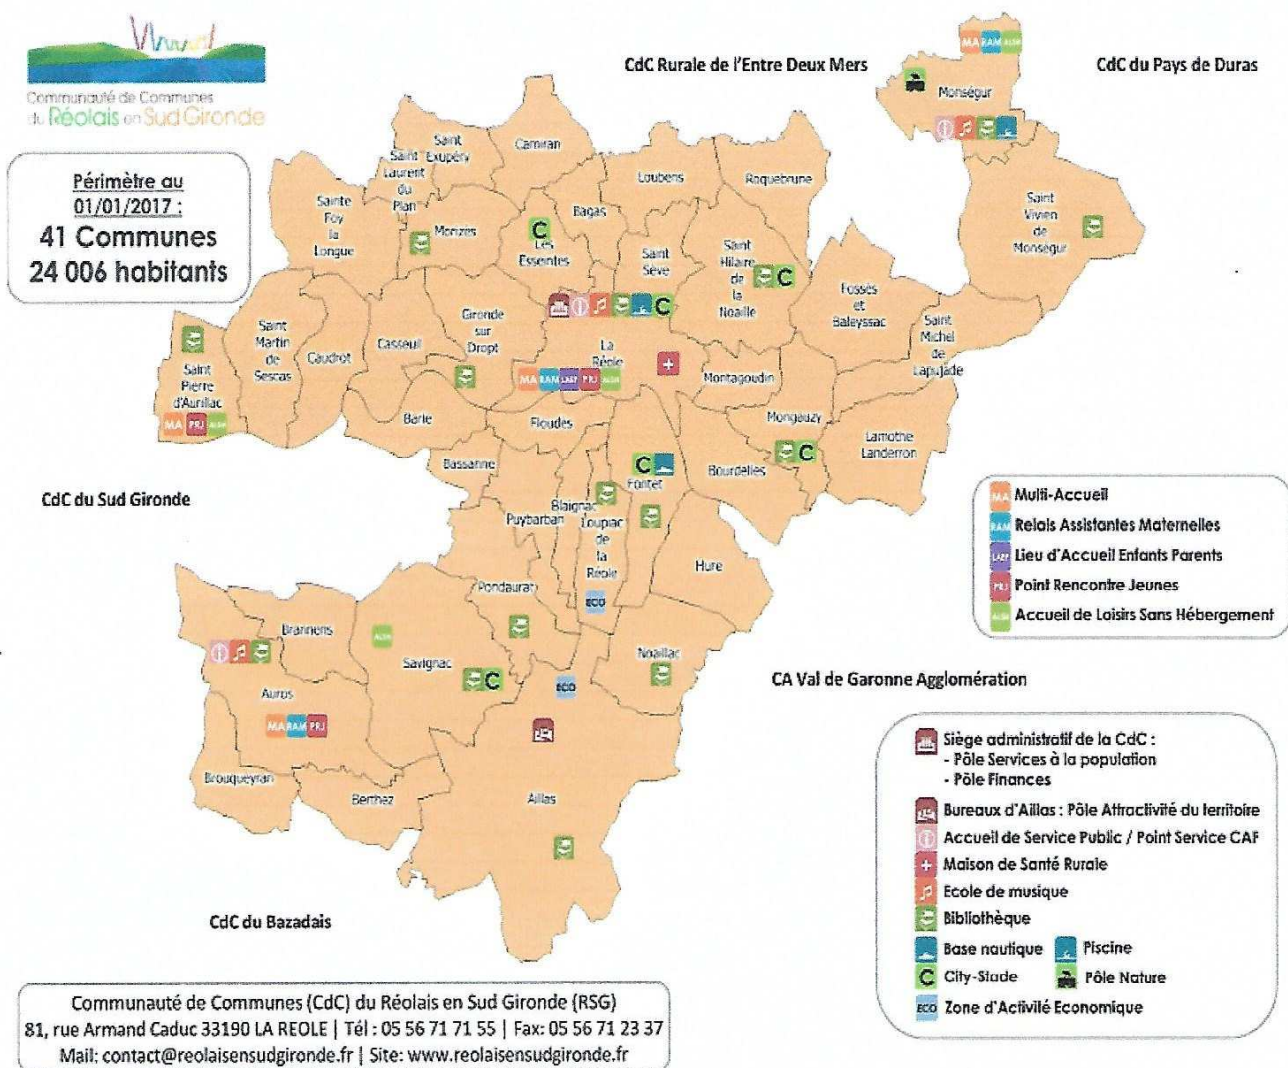 Communauté de Communes
du Réolais en Sud Gironde
Périmètre au
01/01/2017 :
41 Communes
24 006 habitants
CdC Rurale de l'Entre Deux Mers
CdC du Pays de Duras
MA RAM ALSH
Monségur
Saint
Vivien
de
Monségur
Camiran
Saint
Exupéry
Saint
Laurent
du
Plan
Loubens
Roquebrune
Sainte
Foy
la
Longue
Morizès
Bagas
C
Les
Esseintes
Saint
Sève
Saint
Hilaire
de
la
Noaille
C
Fossès
et
Baleyssac
Saint
Michel
de
Lapujade
Saint
Pierre
d'Aurillac
MA PRJ ALSH
Saint
Martin
de
Sescas
Caudrot
Casseuil
Gironde
sur
Dropt
C
La
Réole
MA RAM LAEP PRJ ALSH
Montagoudin
Barie
Floudès
Mongauzy
C
Lamothe
Landerron
Bassanne
C
Fontet
Bourdelles
Puybarban
Blaignac
Loupiac
de
la
Réole
ECO
Hure
CdC du Sud Gironde
Pondaurat
Brannens
ALSH
Savignac
C
Noaillac
Auros
MA RAM PRJ
ECO
Brouqueyran
Berthez
Aillas
CA Val de Garonne Agglomération
CdC du Bazadais
MA Multi-Accueil
RAM Relais Assistantes Maternelles
LAEP Lieu d'Accueil Enfants Parents
PRJ Point Rencontre Jeunes
ALSH Accueil de Loisirs Sans Hébergement
Siège administratif de la CdC :
- Pôle Services à la population
- Pôle Finances
Bureaux d'Aillas : Pôle Attractivité du territoire
Accueil de Service Public / Point Service CAF
Maison de Santé Rurale
Ecole de musique
Bibliothèque
Base nautique Piscine
C City-Stade Pôle Nature
ECO Zone d'Activité Economique
Communauté de Communes (CdC) du Réolais en Sud Gironde (RSG)
81, rue Armand Caduc 33190 LA REOLE | Tél : 05 56 71 71 55 | Fax: 05 56 71 23 37
Mail: contact@reolaisensudgironde.fr | Site: www.reolaisensudgironde.fr